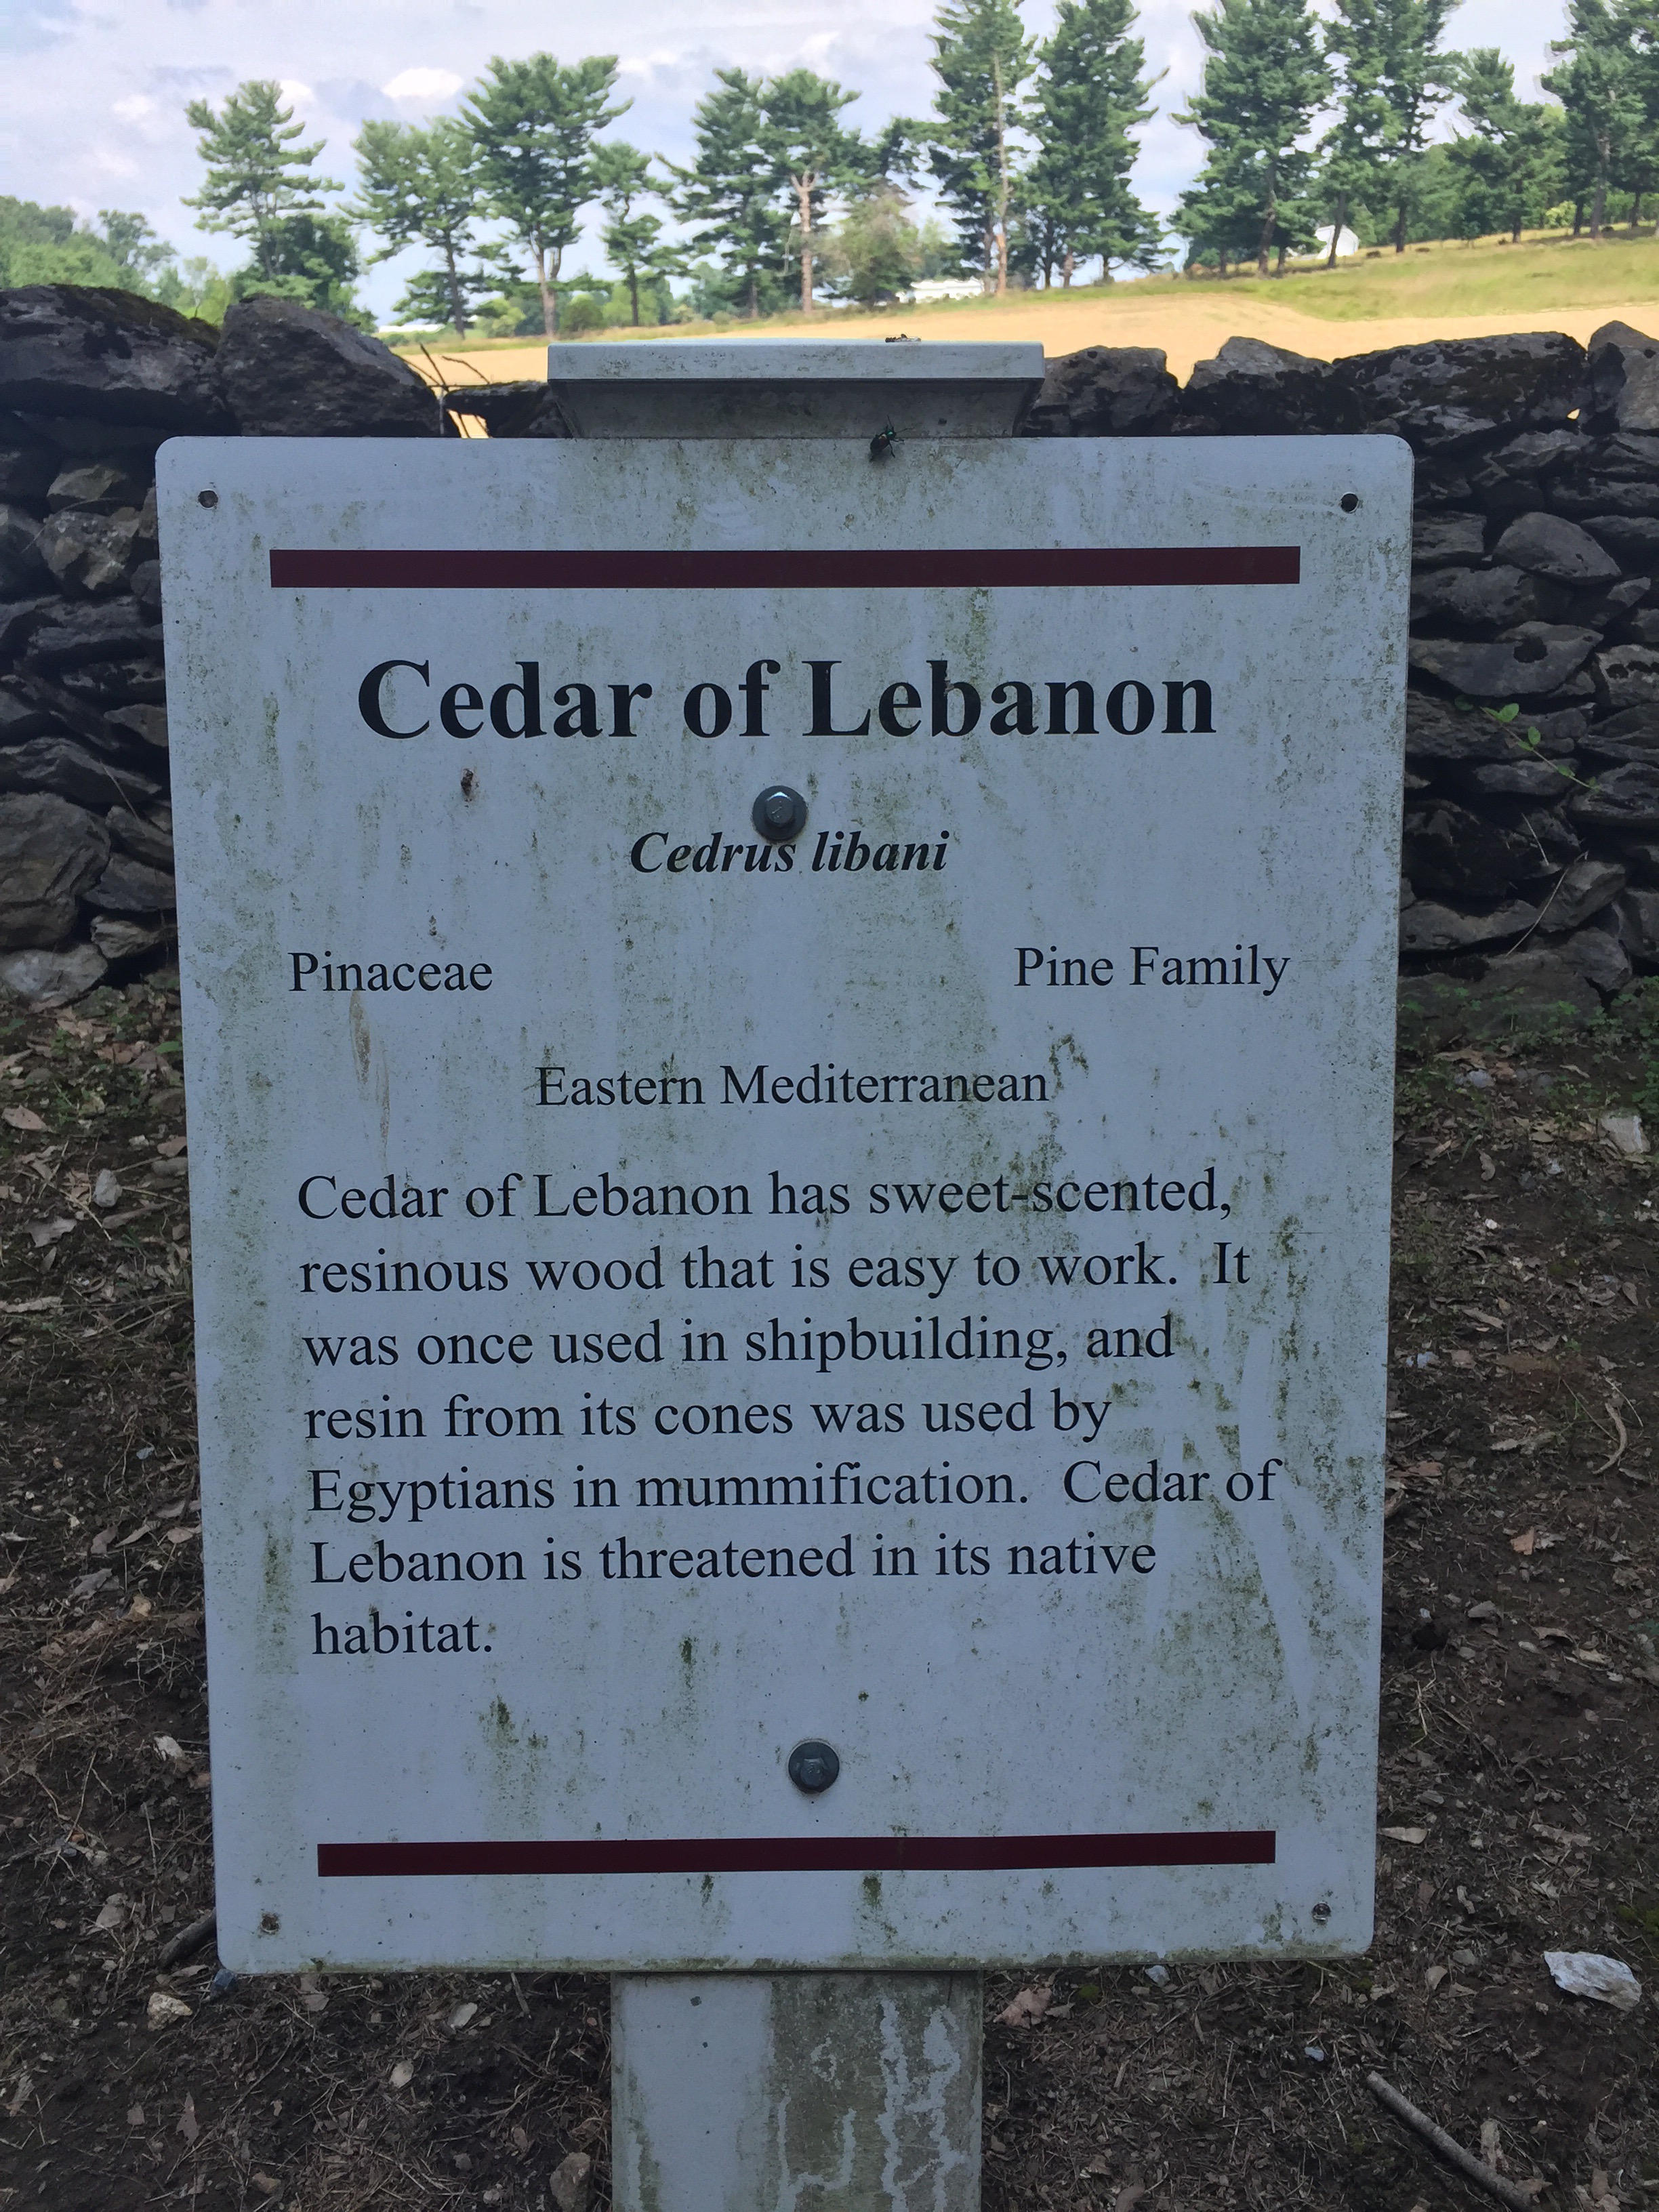 Cedar of Lebanon
Cedrus libani
Pinaceae Pine Family
Eastern Mediterranean
Cedar of Lebanon has sweet-scented,
resinous wood that is easy to work. It
was once used in shipbuilding, and
resin from its cones was used by
Egyptians in mummification. Cedar of
Lebanon is threatened in its native
habitat.